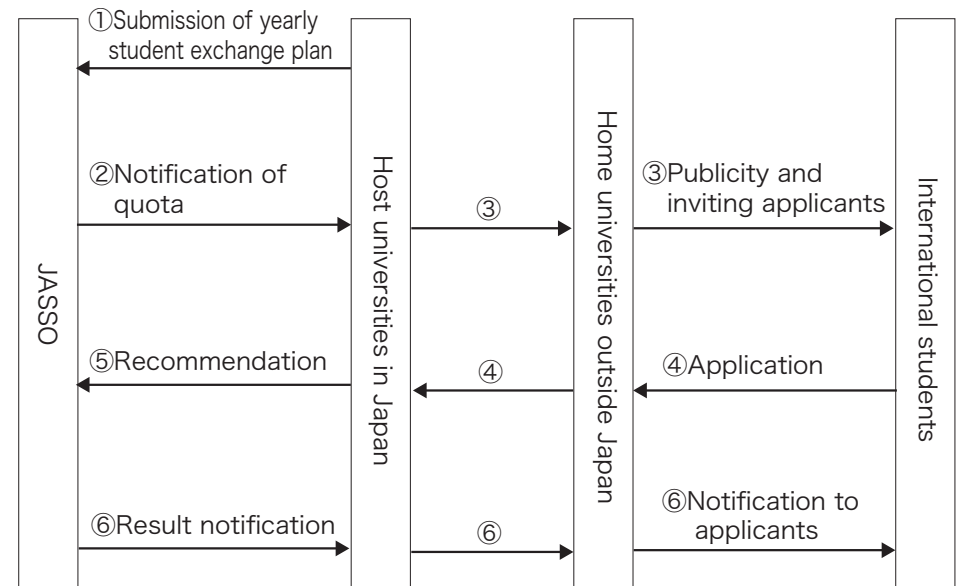 ①Submission of yearly
student exchange plan
②Notification of
quota
③
③Publicity and
inviting applicants
JASSO
Host universities in Japan
Home universities outside Japan
International students
⑤Recommendation
④
④Application
⑥Result notification
⑥
⑥Notification to
applicants